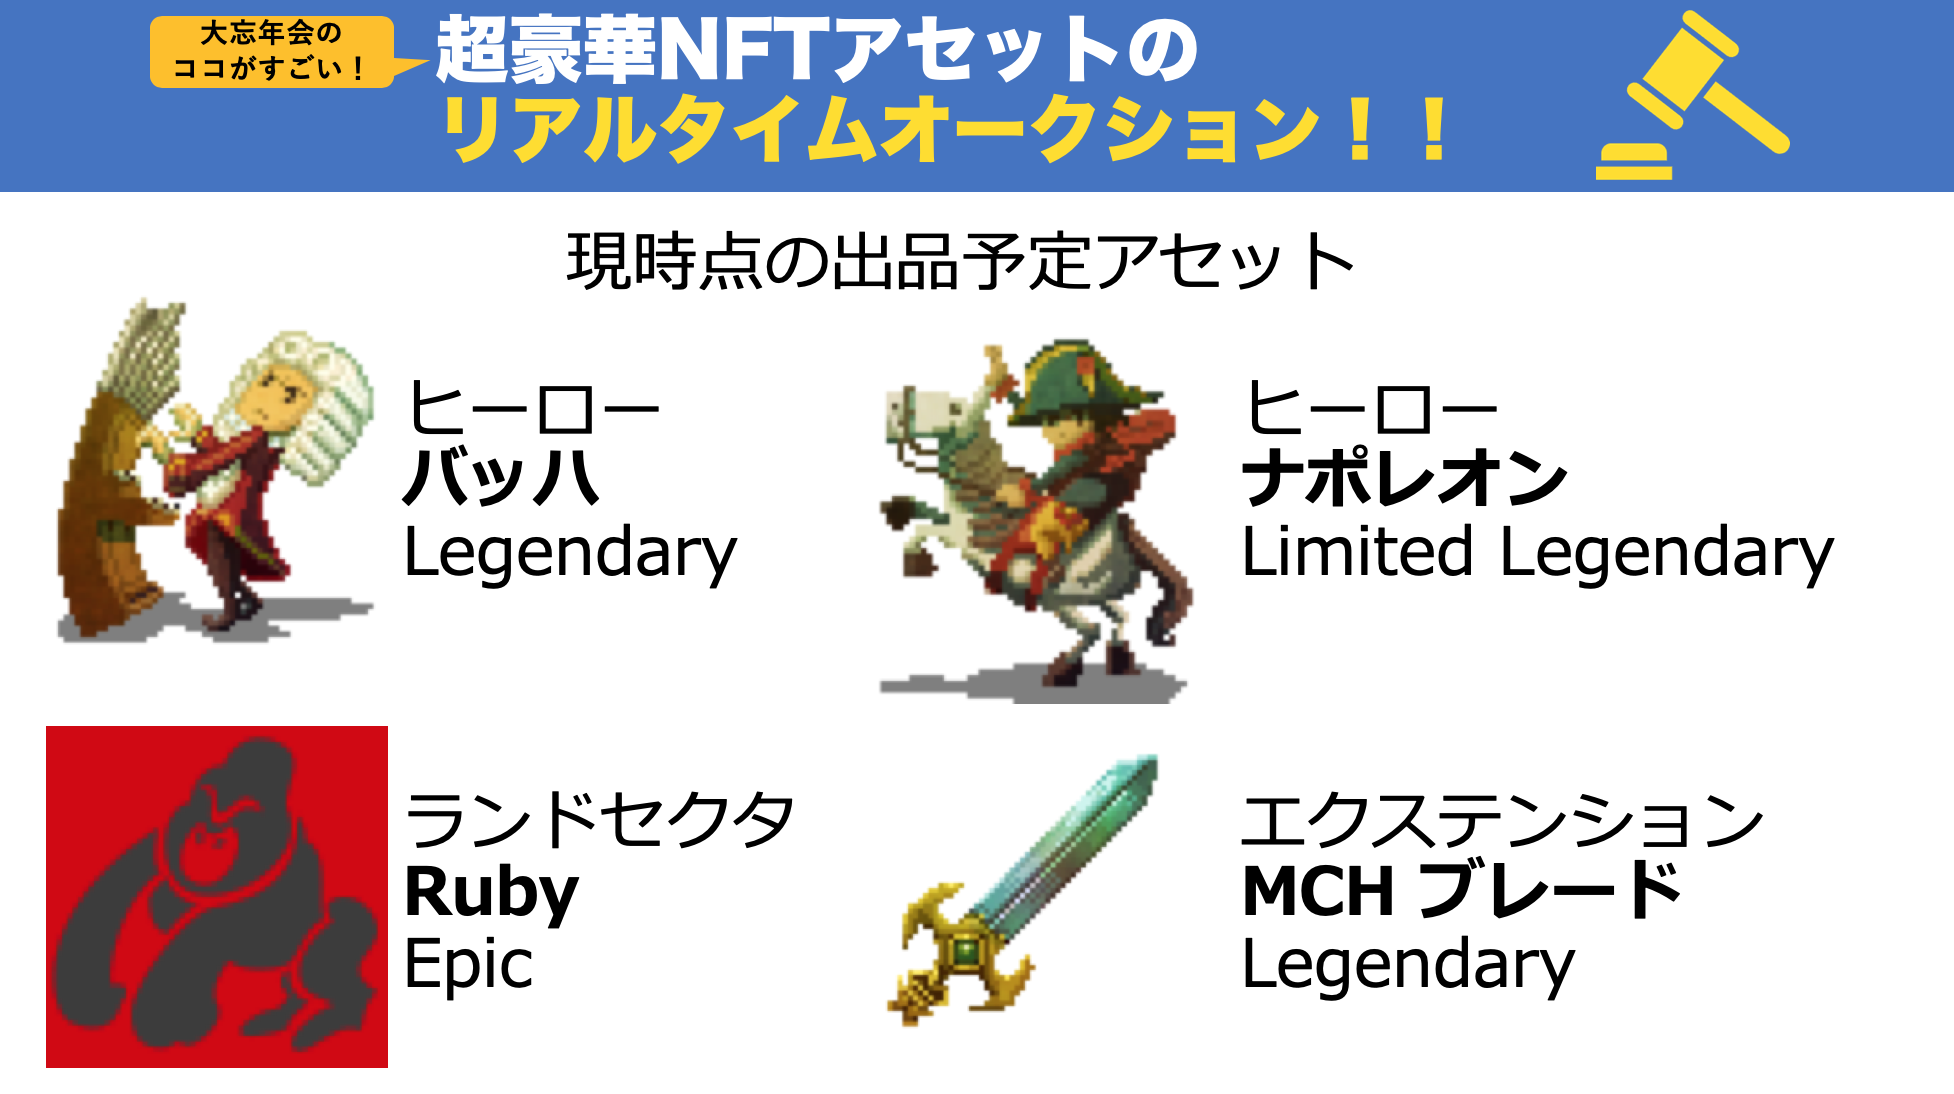 大忘年会の
ココがすごい！
超豪華NFTアセットの
リアルタイムオークション！！
現時点の出品予定アセット
ヒーロー
バッハ
Legendary
ヒーロー
ナポレオン
Limited Legendary
ランドセクタ
Ruby
Epic
エクステンション
MCH ブレード
Legendary